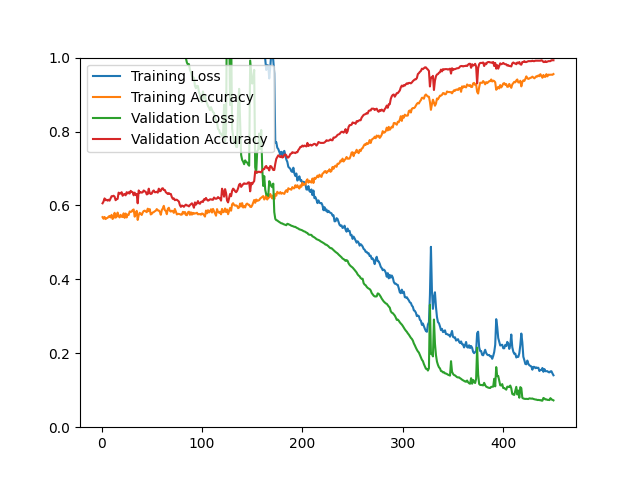 1.0
0.8
0.6
0.4
0.2
0.0
Training Loss
Training Accuracy
Validation Loss
Validation Accuracy
0 100 200 300 400